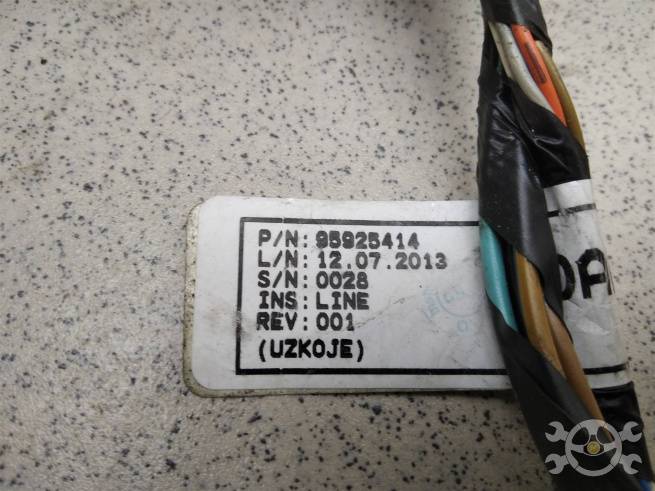 P/N: 95925414
L/N: 12.07.2013
S/N: 0028
INS: LINE
REV: 001
(UZKOJE)